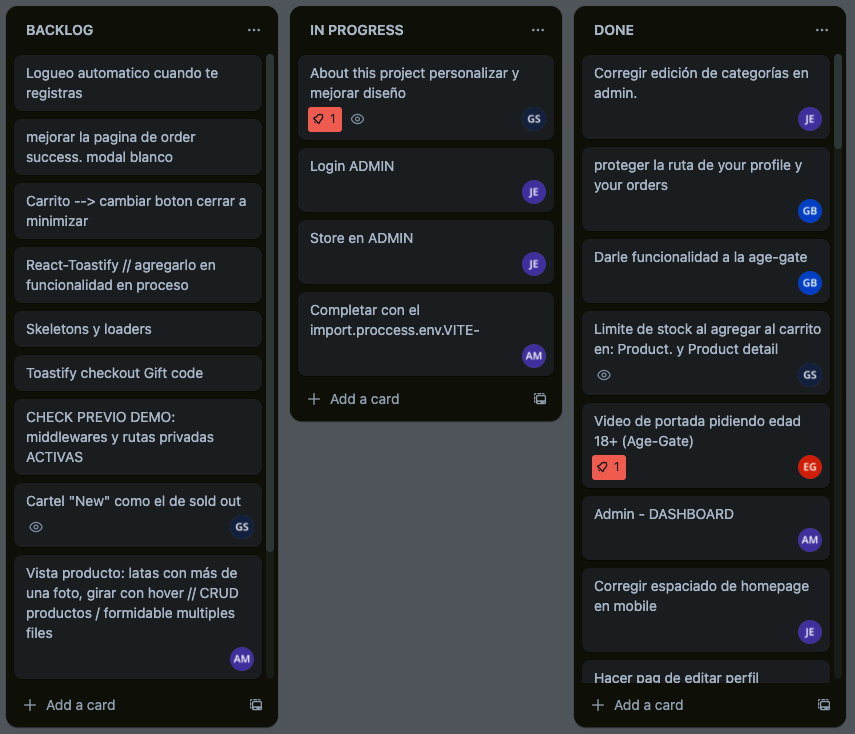 BACKLOG
Logueo automatico cuando te
registras
mejorar la pagina de order
success. modal blanco
Carrito --> cambiar boton cerrar a
minimizar
React-Toastify // agregarlo en
funcionalidad en proceso
Skeletons y loaders
Toastify checkout Gift code
CHECK PREVIO DEMO:
middlewares y rutas privadas
ACTIVAS
Cartel "New" como el de sold out
GS
Vista producto: latas con más de
una foto, girar con hover // CRUD
productos / formidable multiples
files
AM
+ Add a card
IN PROGRESS
About this project personalizar y
mejorar diseño
1
GS
Login ADMIN
JE
Store en ADMIN
JE
Completar con el
import.proccess.env.VITE-
AM
+ Add a card
DONE
Corregir edición de categorías en
admin.
JE
proteger la ruta de your profile y
your orders
GB
Darle funcionalidad a la age-gate
GB
Limite de stock al agregar al carrito
en: Product. y Product detail
GS
Video de portada pidiendo edad
18+ (Age-Gate)
1
EG
Admin - DASHBOARD
AM
Corregir espaciado de homepage
en mobile
JE
Hacer pag de editar perfil
+ Add a card